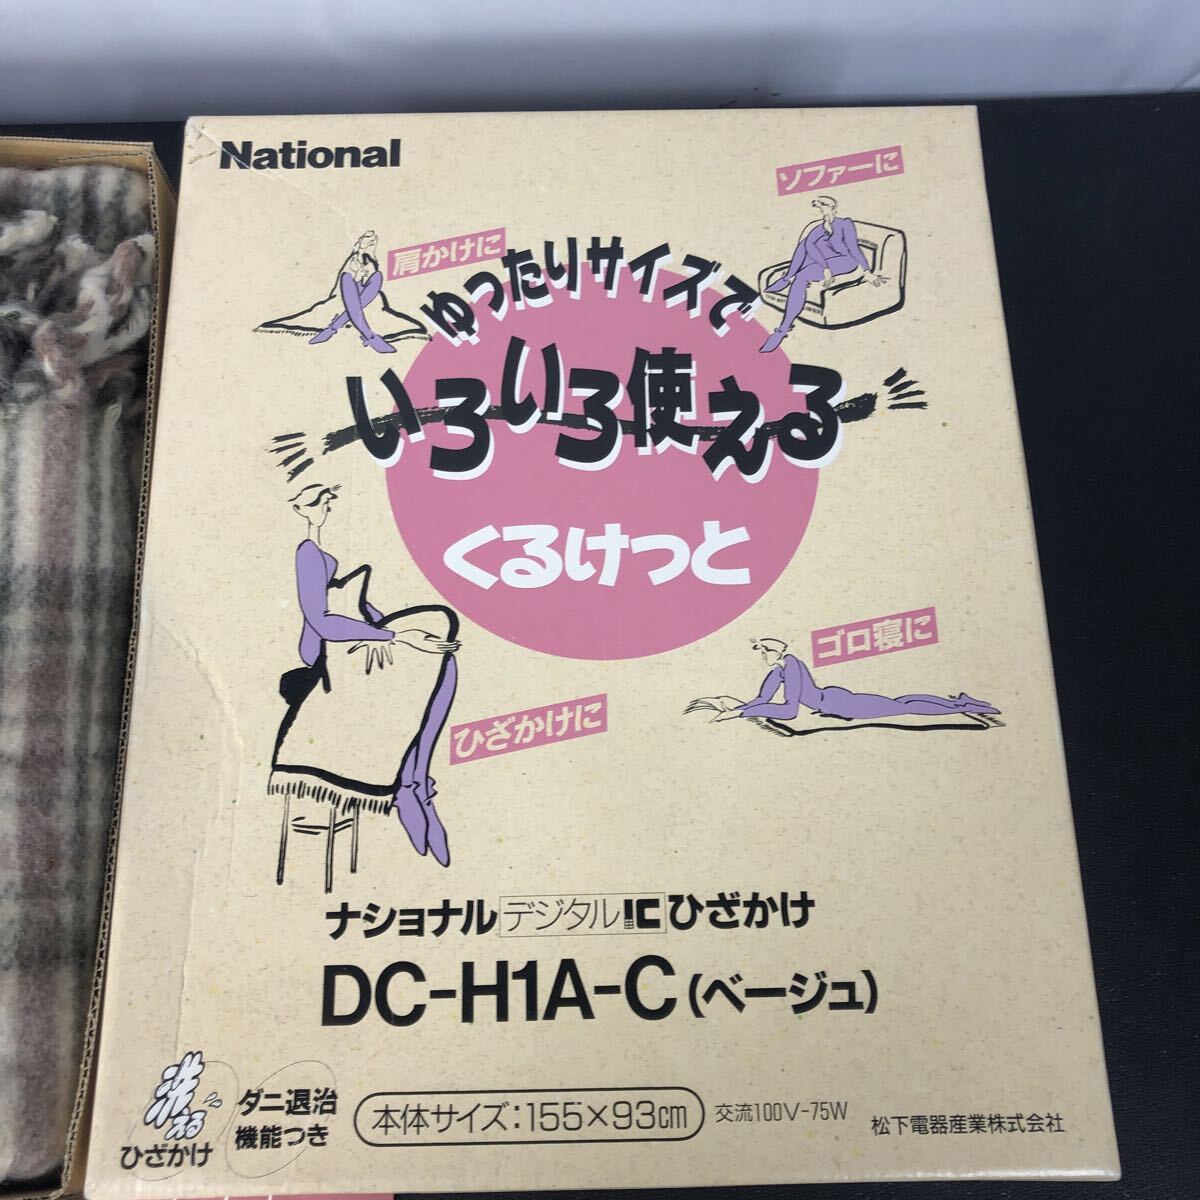 National
ソファーに
肩かけに
ゆったりサイズで
いろいろ使える
くるけっと
ゴロ寝に
ひざかけに
ナショナル デジタルIC ひざかけ
DC-H1A-C(ベージュ)
洗える
ひざかけ
ダニ退治
機能つき
本体サイズ:155×93cm
交流100V-75W
松下電器産業株式会社